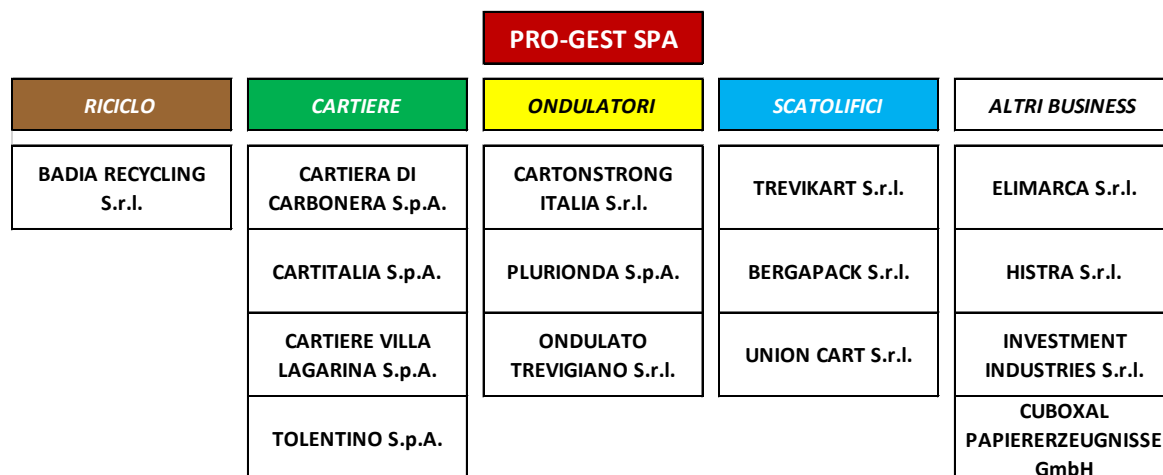 PRO-GEST SPA
RICICLO
CARTIERE
ONDULATORI
SCATOLIFICI
ALTRI BUSINESS
BADIA RECYCLING
S.r.l.
CARTIERA DI
CARBONERA S.p.A.
CARTONSTRONG
ITALIA S.r.l.
TREVIKART S.r.l.
ELIMARCA S.r.l.
CARTITALIA S.p.A.
PLURIONDA S.p.A.
BERGAPACK S.r.l.
HISTRA S.r.l.
CARTIERE VILLA
LAGARINA S.p.A.
ONDULATO
TREVIGIANO S.r.l.
UNION CART S.r.l.
INVESTMENT
INDUSTRIES S.r.l.
TOLENTINO S.p.A.
CUBOXAL
PAPIERERZEUGNISSE
GmbH